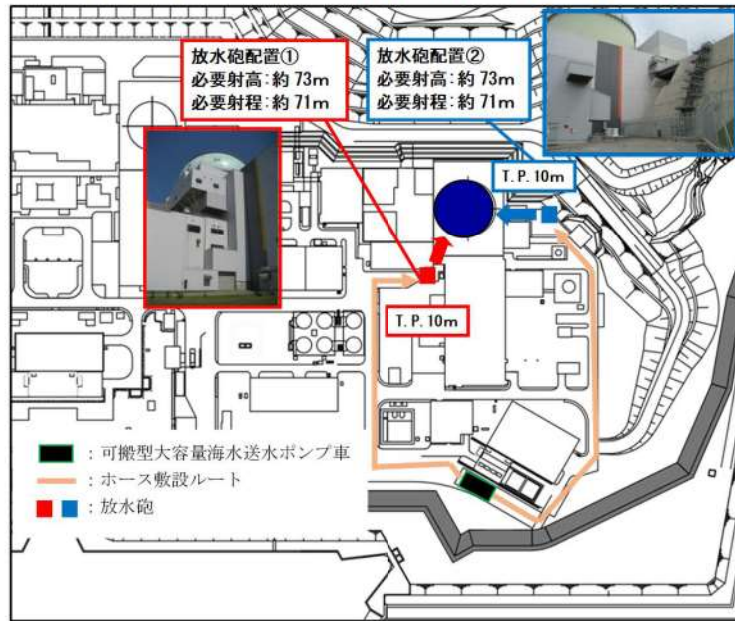 放水砲配置①
必要射高：約 73m
必要射程：約 71m
放水砲配置②
必要射高：約 73m
必要射程：約 71m
T.P.10m
T.P.10m
：可搬型大容量海水送水ポンプ車
：ホース敷設ルート
：放水砲